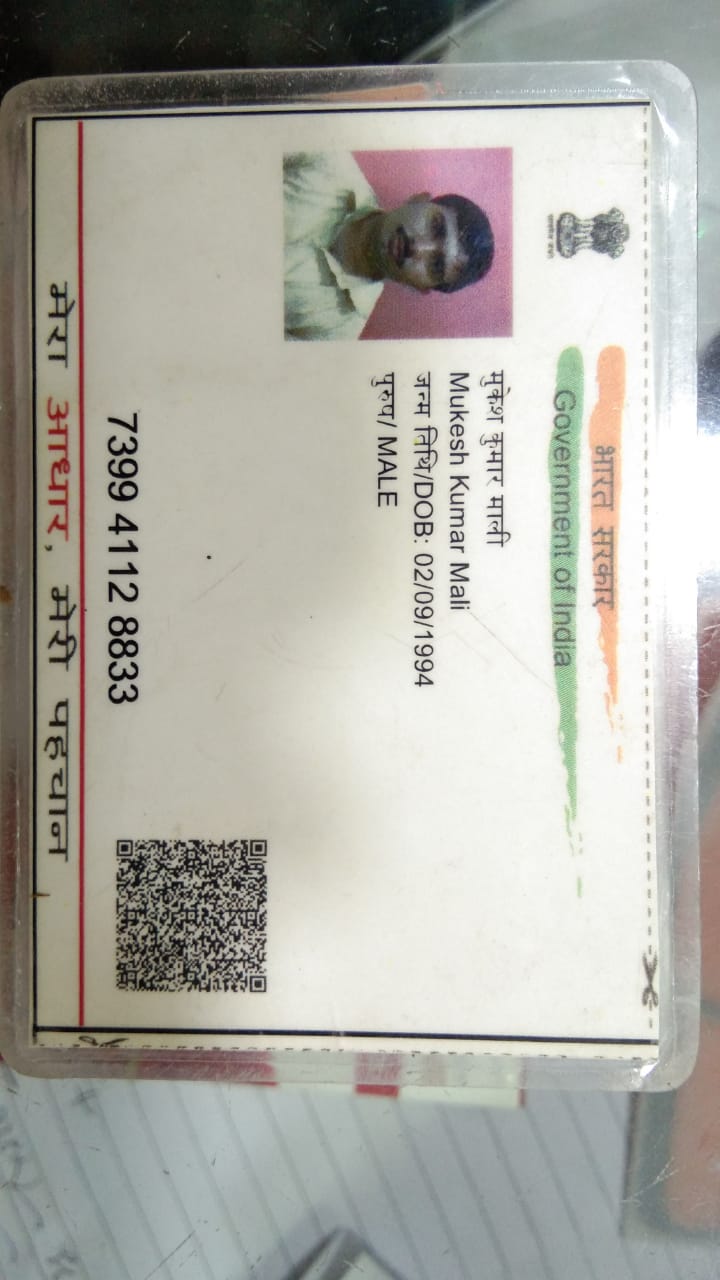 भारत सरकार
Government of India
मुकेश कुमार माली
Mukesh Kumar Mali
जन्म तिथि/DOB: 02/09/1994
पुरुष/ MALE
7399 4112 8833
मेरा आधार, मेरी पहचान